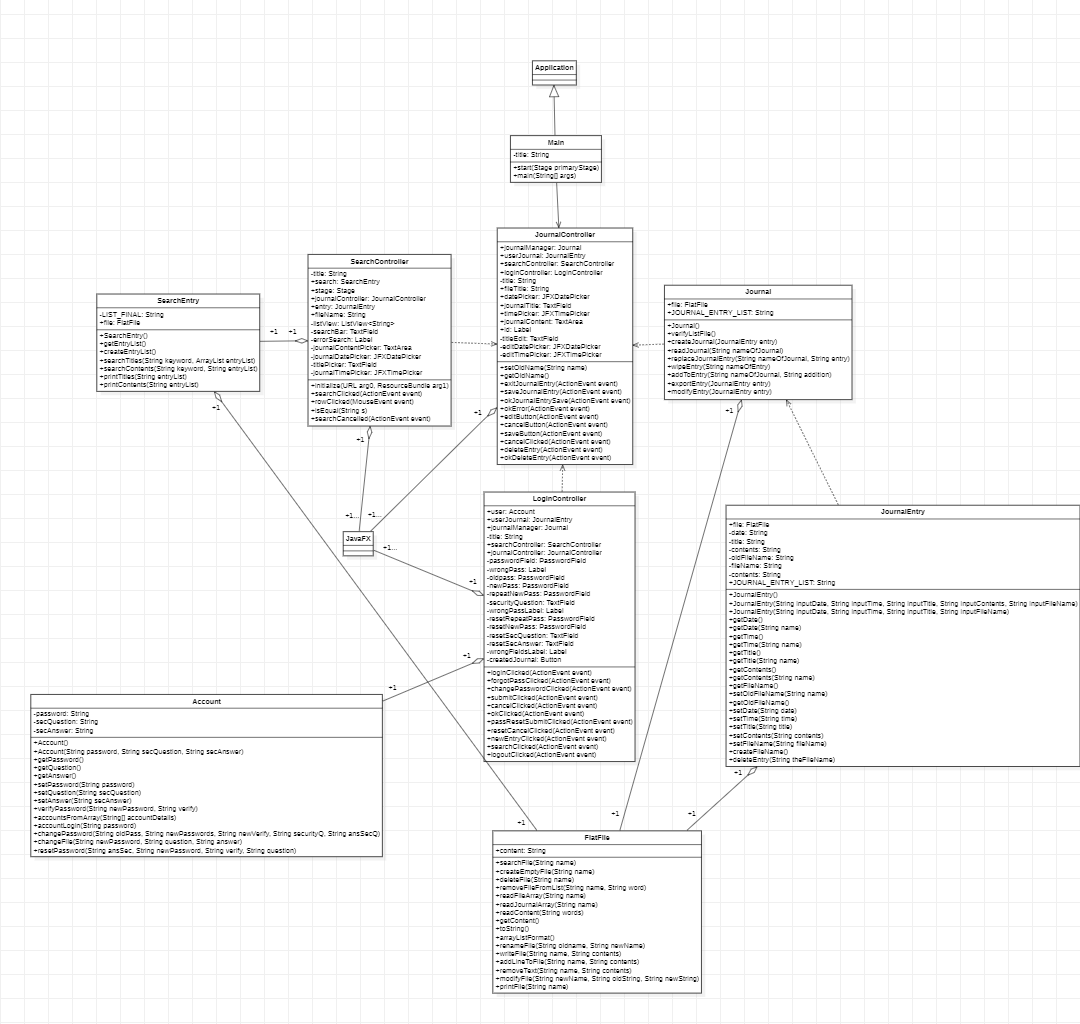 Application
Main
-title: String
+start(Stage primaryStage)
+main(String[] args)
JournalController
+journalManager: Journal
+userJournal: JournalEntry
+searchController: SearchController
+loginController: LoginController
-title: String
+fileTitle: String
+datePicker: JFXDatePicker
+journalTitle: TextField
+timePicker: JFXTimePicker
+journalContent: TextArea
+id: Label
-titleEdit: TextField
-editDatePicker: JFXDatePicker
-editTimePicker: JFXTimePicker
+setOldName(String name)
+getOldName()
+exitJournalEntry(ActionEvent event)
+saveJournalEntry(ActionEvent event)
+okJournalEntrySave(ActionEvent event)
+okError(ActionEvent event)
+editButton(ActionEvent event)
+cancelButton(ActionEvent event)
+saveButton(ActionEvent event)
+cancelClicked(ActionEvent event)
+deleteEntry(ActionEvent event)
+okDeleteEntry(ActionEvent event)
SearchController
-title: String
+search: SearchEntry
+stage: Stage
+journalController: JournalController
+entry: JournalEntry
+fileName: String
-listView: ListView<String>
-searchBar: TextField
-errorSearch: Label
-journalContentPicker: TextArea
-journalDatePicker: JFXDatePicker
-titlePicker: TextField
-journalTimePicker: JFXTimePicker
+initialize(URL arg0, ResourceBundle arg1)
+searchClicked(ActionEvent event)
+rowClicked(MouseEvent event)
+isEqual(String s)
+searchCancelled(ActionEvent event)
SearchEntry
-LIST_FINAL: String
+file: FlatFile
+SearchEntry()
+getEntryList()
+createEntryList()
+searchTitles(String keyword, ArrayList entryList)
+searchContents(String keyword, String entryList)
+printTitles(String entryList)
+printContents(String entryList)
+1
+1
+1
+1
+1
Journal
+file: FlatFile
+JOURNAL_ENTRY_LIST: String
+Journal()
+verifyListFile()
+createJournal(JournalEntry entry)
+readJournal(String nameOfJournal)
+replaceJournalEntry(String nameOfJournal, String entry)
+wipeEntry(String nameOfEntry)
+addToEntry(String nameOfJournal, String addition)
+exportEntry(JournalEntry entry)
+modifyEntry(JournalEntry entry)
+1
+1...
+1...
JavaFX
+1...
+1
+1
+1
LoginController
+user: Account
+userJournal: JournalEntry
+journalManager: Journal
-title: String
+searchController: SearchController
+journalController: JournalController
-passwordField: PasswordField
-wrongPass: Label
-oldpass: PasswordField
-newPass: PasswordField
-repeatNewPass: PasswordField
-securityQuestion: TextField
-wrongPassLabel: Label
-resetRepeatPass: PasswordField
-resetNewPass: PasswordField
-resetSecQuestion: TextField
-resetSecAnswer: TextField
-wrongFieldsLabel: Label
-createdJournal: Button
+loginClicked(ActionEvent event)
+forgotPassClicked(ActionEvent event)
+changePasswordClicked(ActionEvent event)
+submitClicked(ActionEvent event)
+cancelClicked(ActionEvent event)
+okClicked(ActionEvent event)
+passResetSubmitClicked(ActionEvent event)
+resetCancelClicked(ActionEvent event)
+newEntryClicked(ActionEvent event)
+searchClicked(ActionEvent event)
+logoutClicked(ActionEvent event)
JournalEntry
+file: FlatFile
-date: String
-title: String
-contents: String
-oldFileName: String
-fileName: String
-contents: String
+JOURNAL_ENTRY_LIST: String
+JournalEntry()
+JournalEntry(String inputDate, String inputTime, String inputTitle, String inputContents, String inputFileName)
+JournalEntry(String inputDate, String inputTime, String inputTitle, String inputFileName)
+getDate()
+getDate(String name)
+getTime()
+getTime(String name)
+getTitle()
+getTitle(String name)
+getContents()
+getContents(String name)
+getFileName()
+setOldFileName(String name)
+getOldFileName()
+setDate(String date)
+setTime(String time)
+setTitle(String title)
+setContents(String contents)
+setFileName(String fileName)
+createFileName()
+deleteEntry(String theFileName)
+1
Account
-password: String
-secQuestion: String
-secAnswer: String
+Account()
+Account(String password, String secQuestion, String secAnswer)
+getPassword()
+getQuestion()
+getAnswer()
+setPassword(String password)
+setQuestion(String secQuestion)
+setAnswer(String secAnswer)
+verifyPassword(String newPassword, String verify)
+accountsFromArray(String[] accountDetails)
+accountLogin(String password)
+changePassword(String oldPass, String newPasswords, String newVerify, String securityQ, String ansSecQ)
+changeFile(String newPassword, String question, String answer)
+resetPassword(String ansSec, String newPassword, String verify, String question)
+1
+1
+1
FlatFile
+content: String
+searchFile(String name)
+createEmptyFile(String name)
+deleteFile(String name)
+removeFileFromList(String name, String word)
+readFileArray(String name)
+readJournalArray(String name)
+readContent(String words)
+getContent()
+toString()
+arrayListFormat()
+renameFile(String oldname, String newName)
+writeFile(String name, String contents)
+addLineToFile(String name, String contents)
+removeText(String name, String contents)
+modifyFile(String newName, String oldString, String newString)
+printFile(String name)